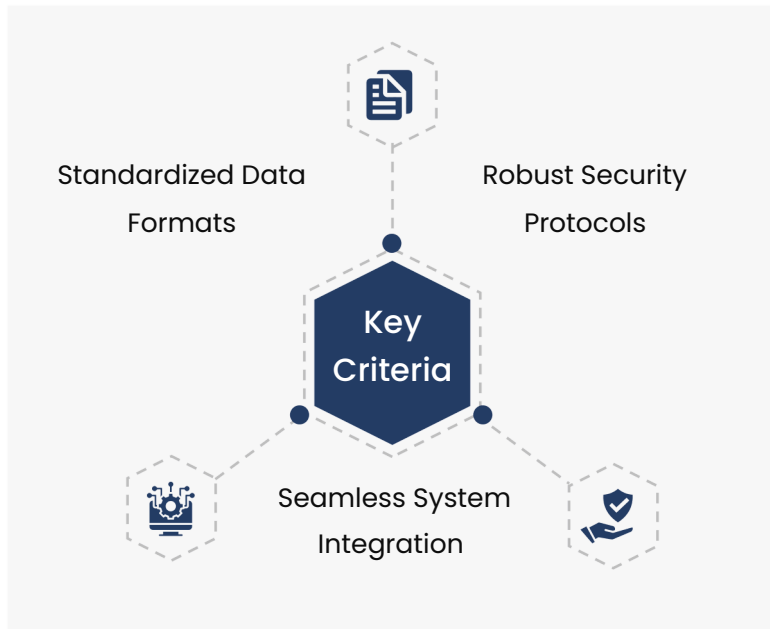 Standardized Data
Formats
Robust Security
Protocols
Key
Criteria
Seamless System
Integration